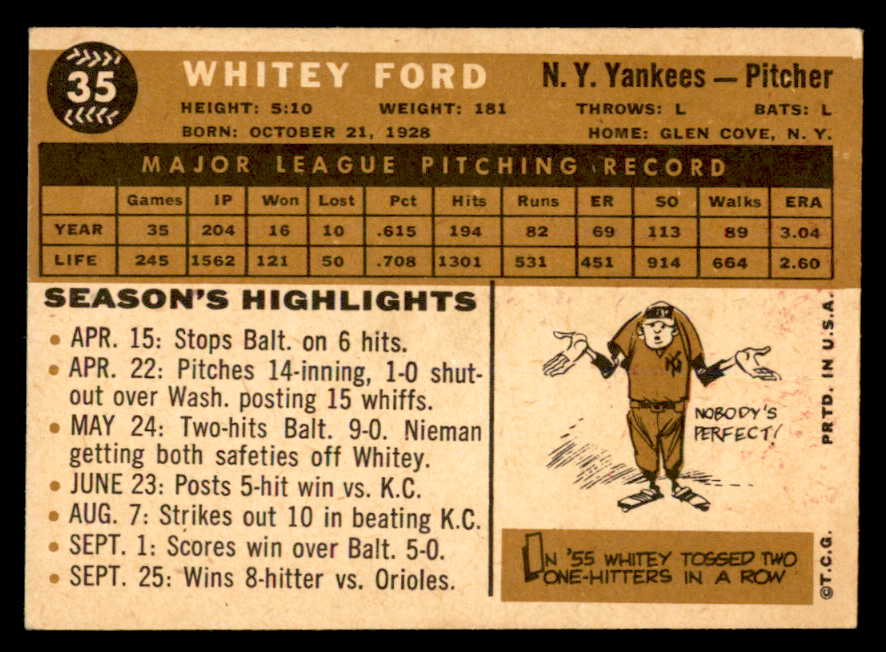 35
WHITEY FORD
N. Y. Yankees — Pitcher
HEIGHT: 5:10 WEIGHT: 181 THROWS: L BATS: L
BORN: OCTOBER 21, 1928 HOME: GLEN COVE, N. Y.
MAJOR LEAGUE PITCHING RECORD
Games IP Won Lost Pct Hits Runs ER SO Walks ERA
YEAR 35 204 16 10 .615 194 82 69 113 89 3.04
LIFE 245 1562 121 50 .708 1301 531 451 914 664 2.60
SEASON'S HIGHLIGHTS
• APR. 15: Stops Balt. on 6 hits.
• APR. 22: Pitches 14-inning, 1-0 shut-
out over Wash. posting 15 whiffs.
• MAY 24: Two-hits Balt. 9-0. Nieman
getting both safeties off Whitey.
• JUNE 23: Posts 5-hit win vs. K.C.
• AUG. 7: Strikes out 10 in beating K.C.
• SEPT. 1: Scores win over Balt. 5-0.
• SEPT. 25: Wins 8-hitter vs. Orioles.
NY
NY
NOBODY'S
PERFECT!
IN '55 WHITEY TOSSED TWO
ONE-HITTERS IN A ROW
PRTD. IN U.S.A.
©T.C.G.